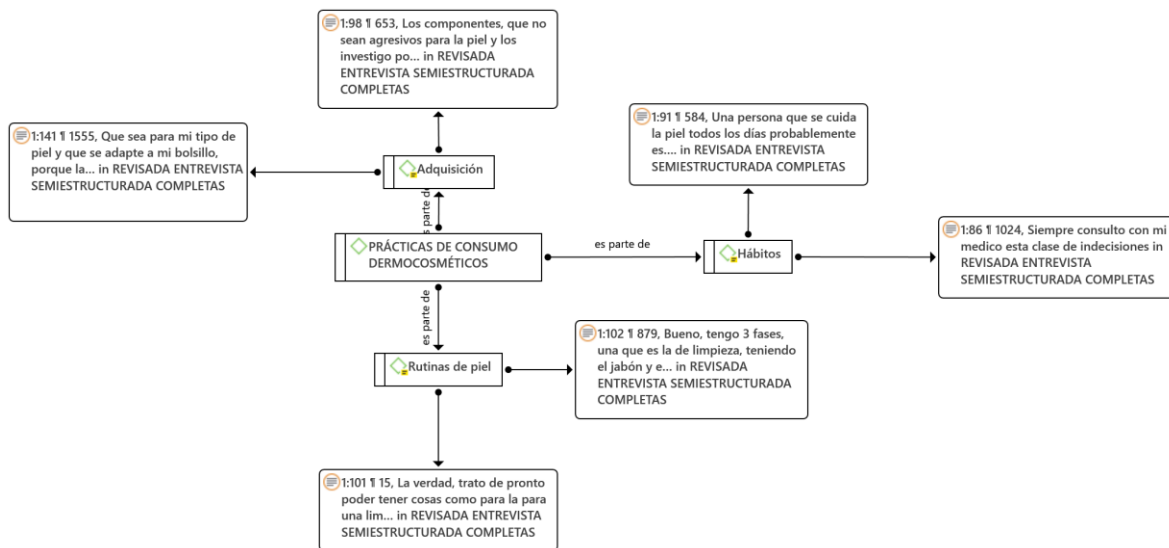 1:98 ¶ 653, Los componentes, que no
sean agresivos para la piel y los
investigo po... in REVISADA
ENTREVISTA SEMIESTRUCTURADA
COMPLETAS
1:91 ¶ 584, Una persona que se cuida
la piel todos los días probablemente
es.... in REVISADA ENTREVISTA
SEMIESTRUCTURADA COMPLETAS
1:141 ¶ 1555, Que sea para mi tipo de
piel y que se adapte a mi bolsillo,
porque la... in REVISADA ENTREVISTA
SEMIESTRUCTURADA COMPLETAS
Adquisición
es parte de
PRÁCTICAS DE CONSUMO
DERMOCOSMÉTICOS
es parte de
Hábitos
1:86 ¶ 1024, Siempre consulto con mi
medico esta clase de indecisiones in
REVISADA ENTREVISTA
SEMIESTRUCTURADA COMPLETAS
es parte de
Rutinas de piel
1:102 ¶ 879, Bueno, tengo 3 fases,
una que es la de limpieza, teniendo
el jabón y e... in REVISADA
ENTREVISTA SEMIESTRUCTURADA
COMPLETAS
1:101 ¶ 15, La verdad, trato de pronto
poder tener cosas como para la para
una lim... in REVISADA ENTREVISTA
SEMIESTRUCTURADA COMPLETAS